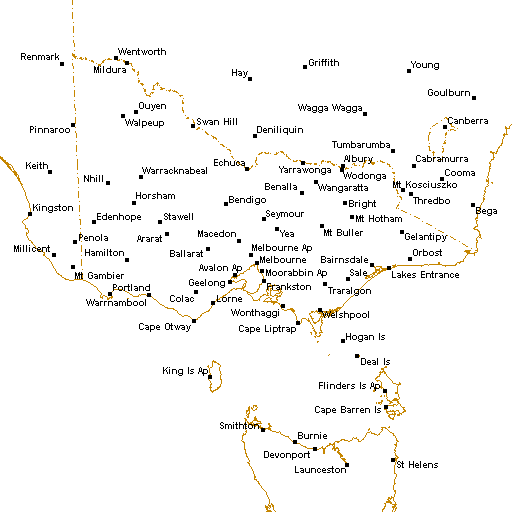 Wentworth
Renmark
Mildura
Griffith
Hay
Young
Goulburn
Ouyen
Walpeup
Wagga Wagga
Swan Hill
Canberra
Pinnaroo
Deniliquin
Tumbarumba
Echuca
Albury
Cabramurra
Keith
Warracknabeal
Yarrawonga
Wodonga
Cooma
Nhill
Benalla
Wangaratta
Mt Kosciuszko
Horsham
Bendigo
Bright
Thredbo
Kingston
Edenhope
Stawell
Seymour
Mt Hotham
Bega
Penola
Ararat
Macedon
Yea
Mt Buller
Gelantipy
Millicent
Hamilton
Ballarat
Melbourne Ap
Melbourne
Bairnsdale
Orbost
Mt Gambier
Avalon Ap
Moorabbin Ap
Sale
Lakes Entrance
Portland
Geelong
Frankston
Traralgon
Warrnambool
Colac
Lorne
Wonthaggi
Welshpool
Cape Otway
Cape Liptrap
Hogan Is
Deal Is
King Is Ap
Flinders Is Ap
Cape Barren Is
Smithton
Burnie
Devonport
Launceston
St Helens